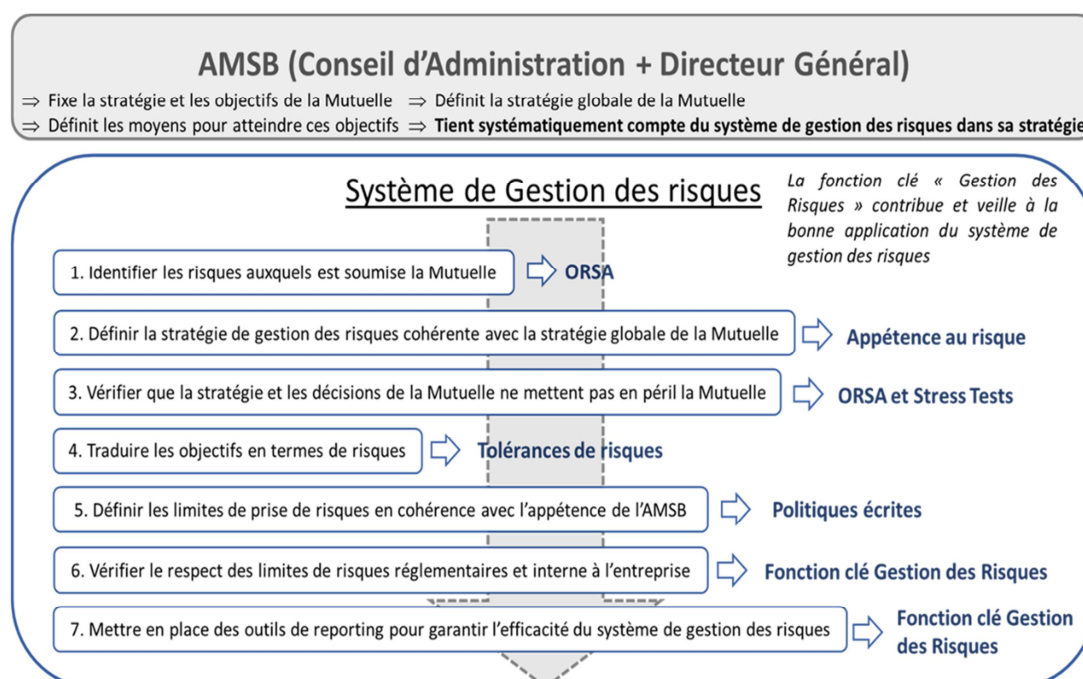 AMSB (Conseil d'Administration + Directeur Général)
⇒ Fixe la stratégie et les objectifs de la Mutuelle ⇒ Définit la stratégie globale de la Mutuelle
⇒ Définit les moyens pour atteindre ces objectifs ⇒ Tient systématiquement compte du système de gestion des risques dans sa stratégie
Système de Gestion des risques
La fonction clé « Gestion des
Risques » contribue et veille à la
bonne application du système de
gestion des risques
1. Identifier les risques auxquels est soumise la Mutuelle
ORSA
2. Définir la stratégie de gestion des risques cohérente avec la stratégie globale de la Mutuelle
Appétence au risque
3. Vérifier que la stratégie et les décisions de la Mutuelle ne mettent pas en péril la Mutuelle
ORSA et Stress Tests
4. Traduire les objectifs en termes de risques
Tolérances de risques
5. Définir les limites de prise de risques en cohérence avec l'appétence de l'AMSB
Politiques écrites
6. Vérifier le respect des limites de risques réglementaires et interne à l'entreprise
Fonction clé Gestion des Risques
7. Mettre en place des outils de reporting pour garantir l'efficacité du système de gestion des risques
Fonction clé Gestion
des Risques